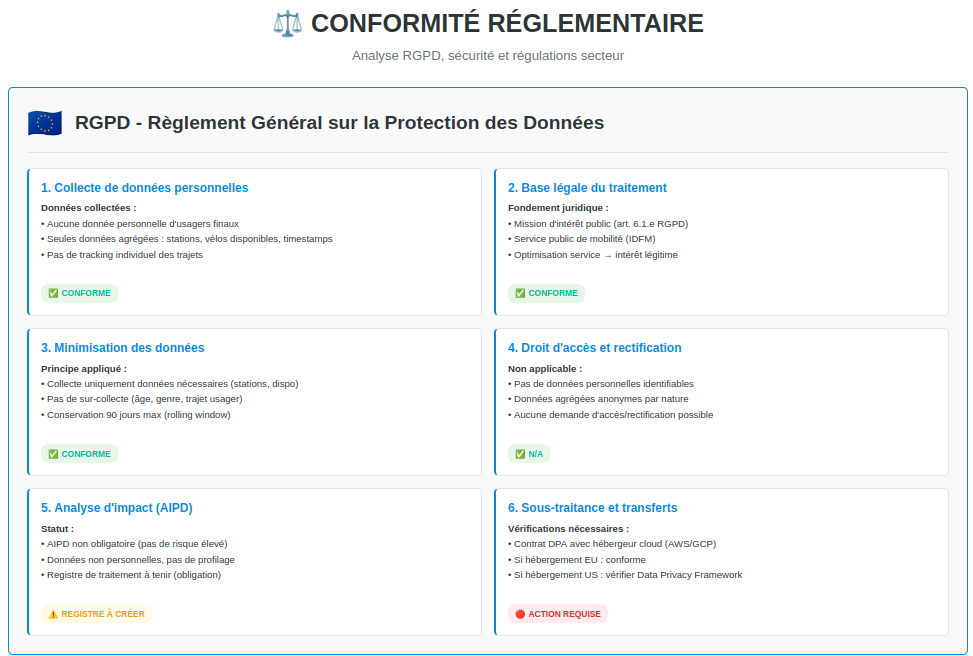 ⚖️ CONFORMITÉ RÉGLEMENTAIRE
Analyse RGPD, sécurité et régulations secteur
RGPD - Règlement Général sur la Protection des Données
1. Collecte de données personnelles
Données collectées :
• Aucune donnée personnelle d'usagers finaux
• Seules données agrégées : stations, vélos disponibles, timestamps
• Pas de tracking individuel des trajets
✅ CONFORME
2. Base légale du traitement
Fondement juridique :
• Mission d'intérêt public (art. 6.1.e RGPD)
• Service public de mobilité (IDFM)
• Optimisation service → intérêt légitime
✅ CONFORME
3. Minimisation des données
Principe appliqué :
• Collecte uniquement données nécessaires (stations, dispo)
• Pas de sur-collecte (âge, genre, trajet usager)
• Conservation 90 jours max (rolling window)
✅ CONFORME
4. Droit d'accès et rectification
Non applicable :
• Pas de données personnelles identifiables
• Données agrégées anonymes par nature
• Aucune demande d'accès/rectification possible
✅ N/A
5. Analyse d'impact (AIPD)
Statut :
• AIPD non obligatoire (pas de risque élevé)
• Données non personnelles, pas de profilage
• Registre de traitement à tenir (obligation)
⚠️ REGISTRE À CRÉER
6. Sous-traitance et transferts
Vérifications nécessaires :
• Contrat DPA avec hébergeur cloud (AWS/GCP)
• Si hébergement EU : conforme
• Si hébergement US : vérifier Data Privacy Framework
🔴 ACTION REQUISE